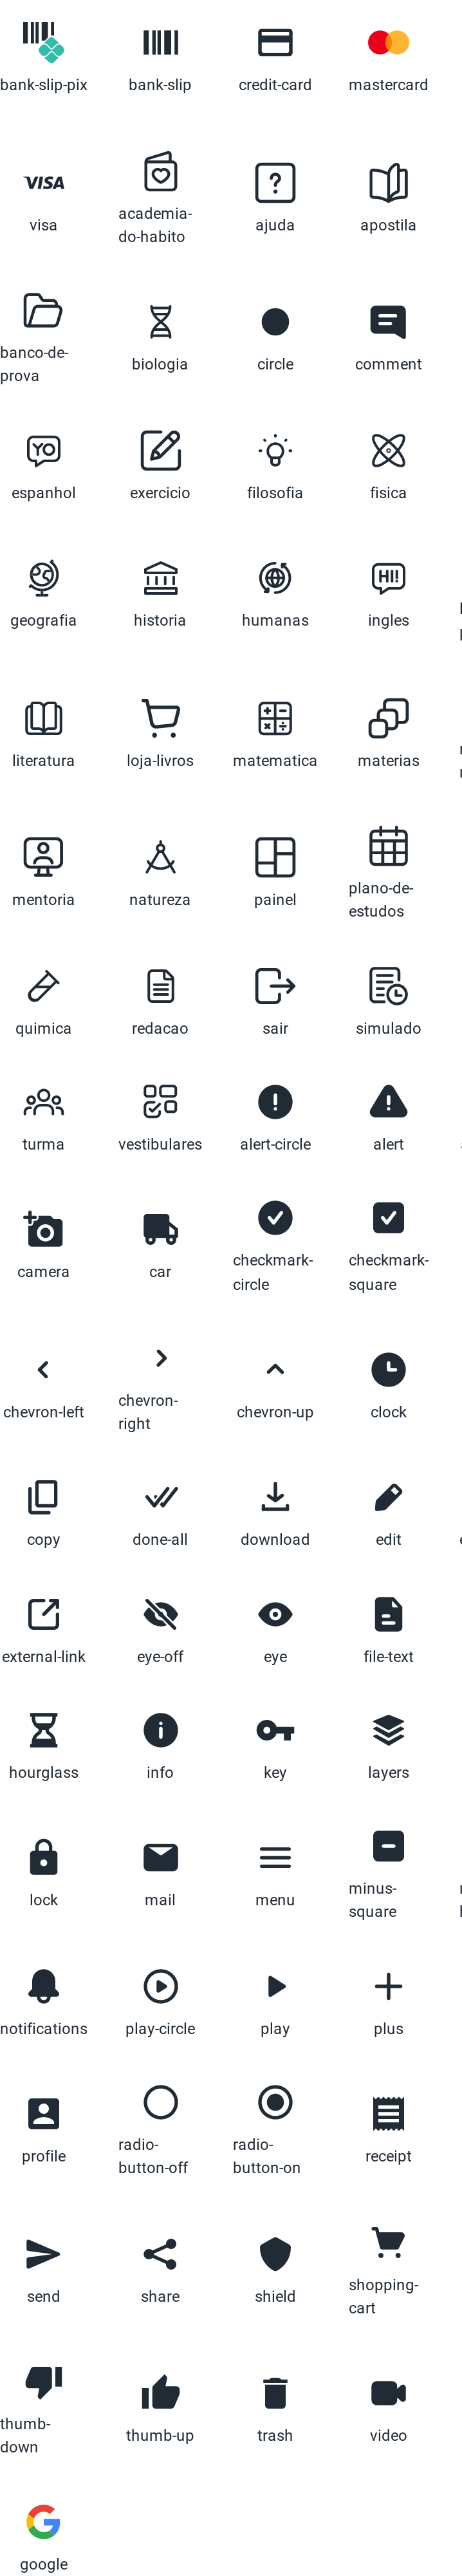 bank-slip-pix bank-slip credit-card mastercard
VISA
visa academia- ajuda apostila
do-habito
banco-de- biologia circle comment
prova
YO
espanhol exercicio filosofia fisica
HI!
geografia historia humanas ingles
literatura loja-livros matematica materias
mentoria natureza painel plano-de-
estudos
quimica redacao sair simulado
turma vestibulares alert-circle alert
camera car checkmark- checkmark-
circle square
chevron-left chevron- chevron-up clock
right
copy done-all download edit
external-link eye-off eye file-text
hourglass info key layers
lock mail menu minus-
square
notifications play-circle play plus
profile radio- radio- receipt
button-off button-on
send share shield shopping-
cart
thumb- thumb-up trash video
down
google